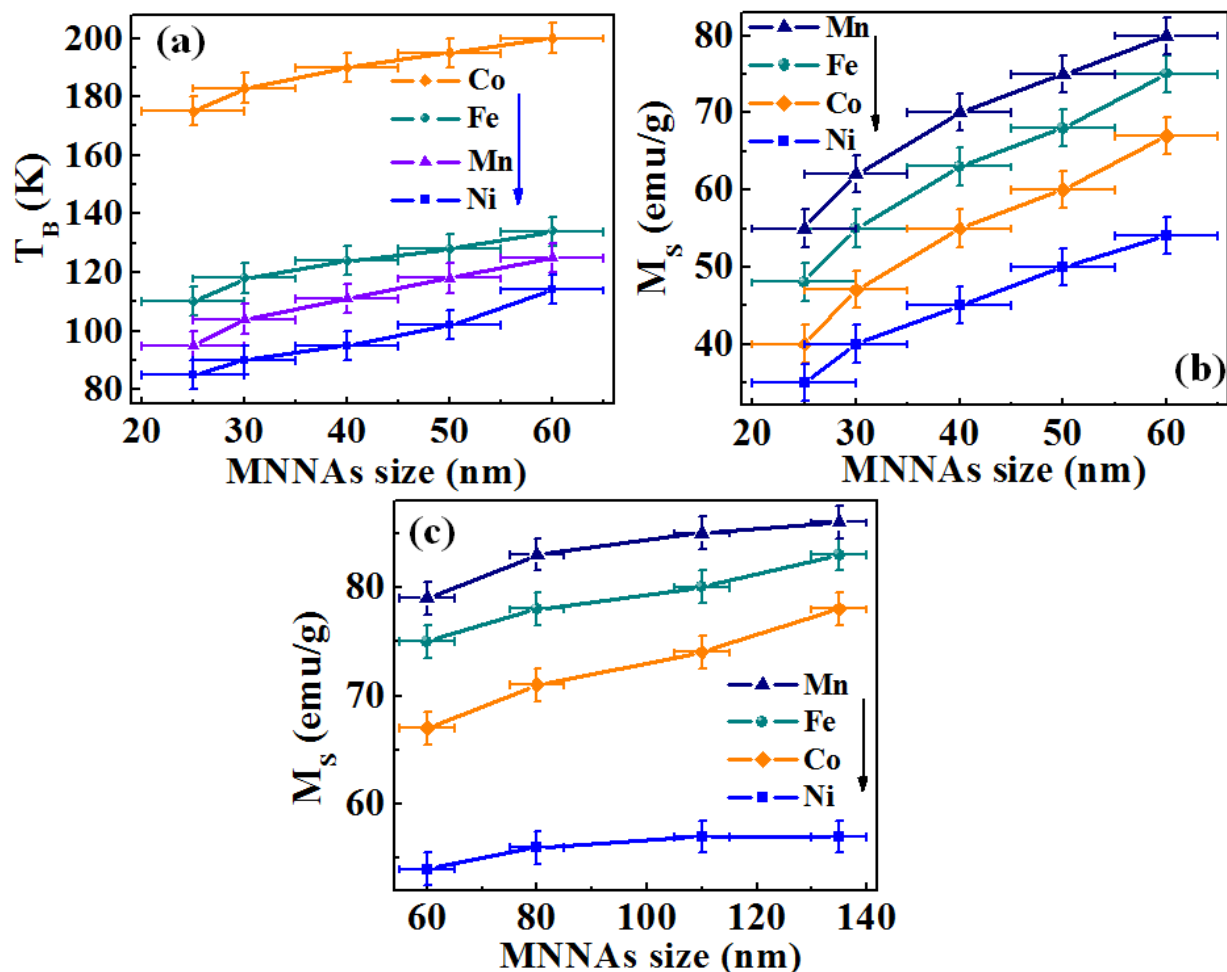 (a)
T_B (K)
200
180
160
140
120
100
80
Co
Fe
Mn
Ni
20 30 40 50 60
MNNAs size (nm)
(b)
M_s (emu/g)
80
70
60
50
40
Mn
Fe
Co
Ni
20 30 40 50 60
MNNAs size (nm)
(c)
M_s (emu/g)
80
70
60
Mn
Fe
Co
Ni
60 80 100 120 140
MNNAs size (nm)